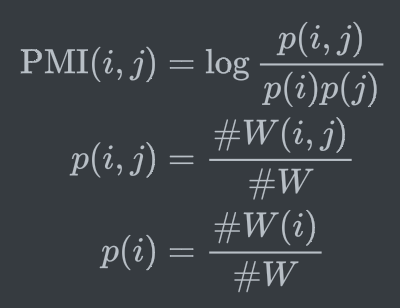 PMI(i, j) = log p(i, j) / p(i)p(j)
p(i, j) = #W(i, j) / #W
p(i) = #W(i) / #W